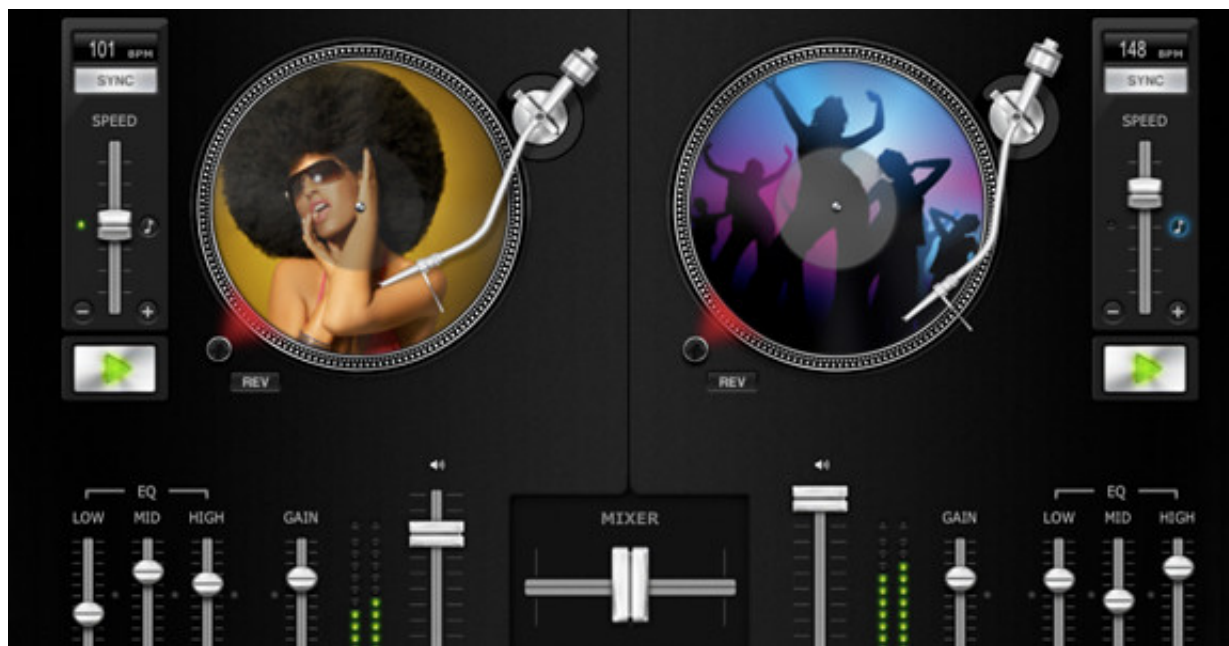 101 BPM
SYNC
SPEED
148 BPM
SYNC
SPEED
REV
REV
EQ
LOW MID HIGH
GAIN
MIXER
GAIN
EQ
LOW MID HIGH